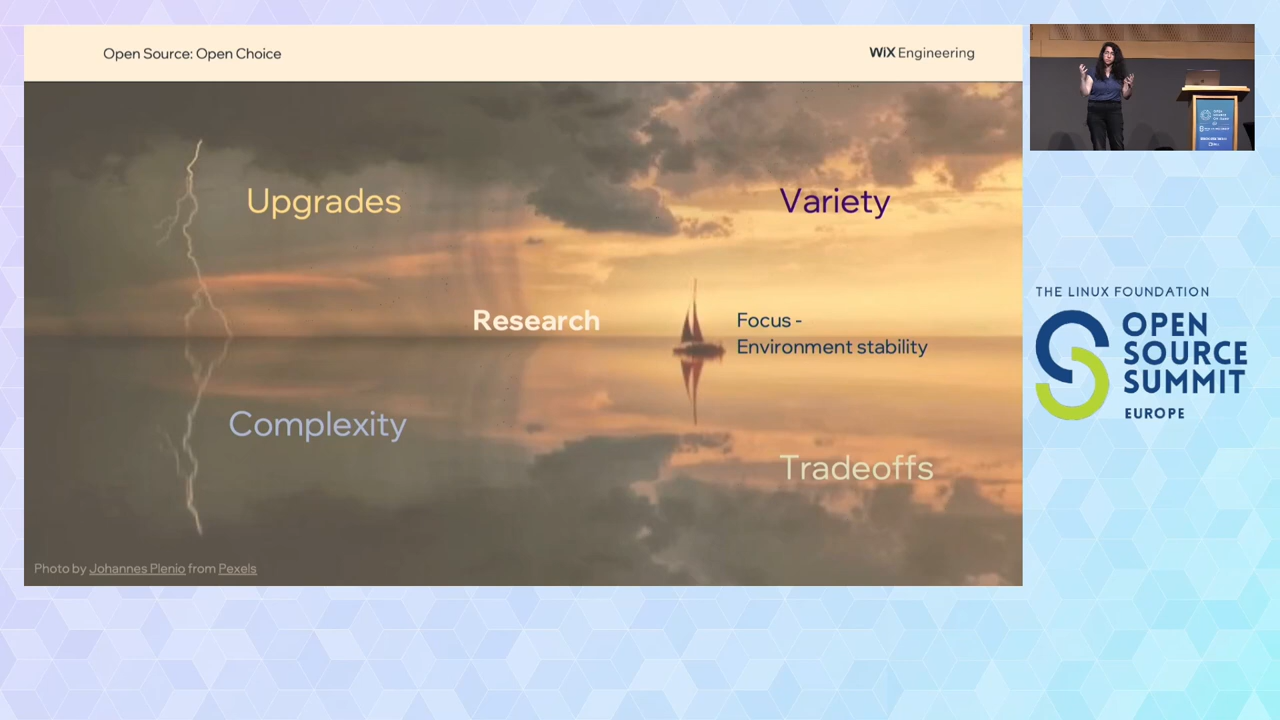 Open Source: Open Choice
WiX Engineering
Upgrades
Variety
Research
Focus -
Environment stability
Complexity
Tradeoffs
Photo by Johannes Plenio from Pexels
THE LINUX FOUNDATION
OPEN
SOURCE
SUMMIT
EUROPE